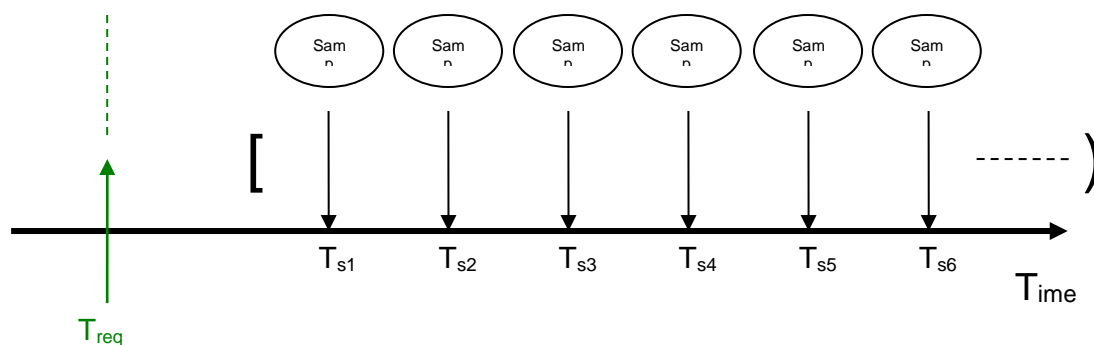 Sam Sam Sam Sam Sam Sam
p p p p p p
[ )
Ts1 Ts2 Ts3 Ts4 Ts5 Ts6
Time
Treq